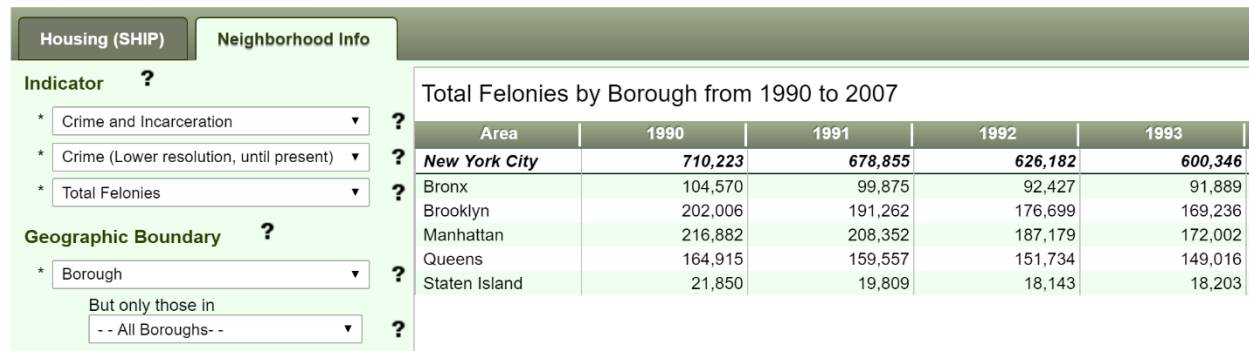 Housing (SHIP) Neighborhood Info
Indicator ?
* Crime and Incarceration ▼ ?
* Crime (Lower resolution, until present) ▼ ?
* Total Felonies ▼ ?
Geographic Boundary ?
* Borough ▼ ?
But only those in
- - All Boroughs- - ▼ ?
Total Felonies by Borough from 1990 to 2007
Area 1990 1991 1992 1993
New York City 710,223 678,855 626,182 600,346
Bronx 104,570 99,875 92,427 91,889
Brooklyn 202,006 191,262 176,699 169,236
Manhattan 216,882 208,352 187,179 172,002
Queens 164,915 159,557 151,734 149,016
Staten Island 21,850 19,809 18,143 18,203